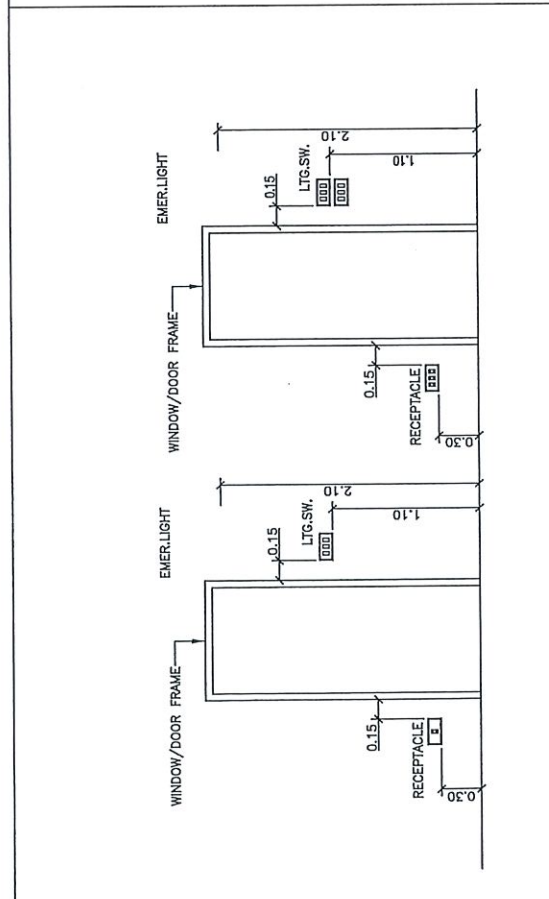 WINDOW/DOOR FRAME
EMER.LIGHT
2.10
0.15
LTG.SW.
1.10
0.15
RECEPTACLE
0.30
WINDOW/DOOR FRAME
EMER.LIGHT
2.10
0.15
LTG.SW.
1.10
0.15
RECEPTACLE
0.30